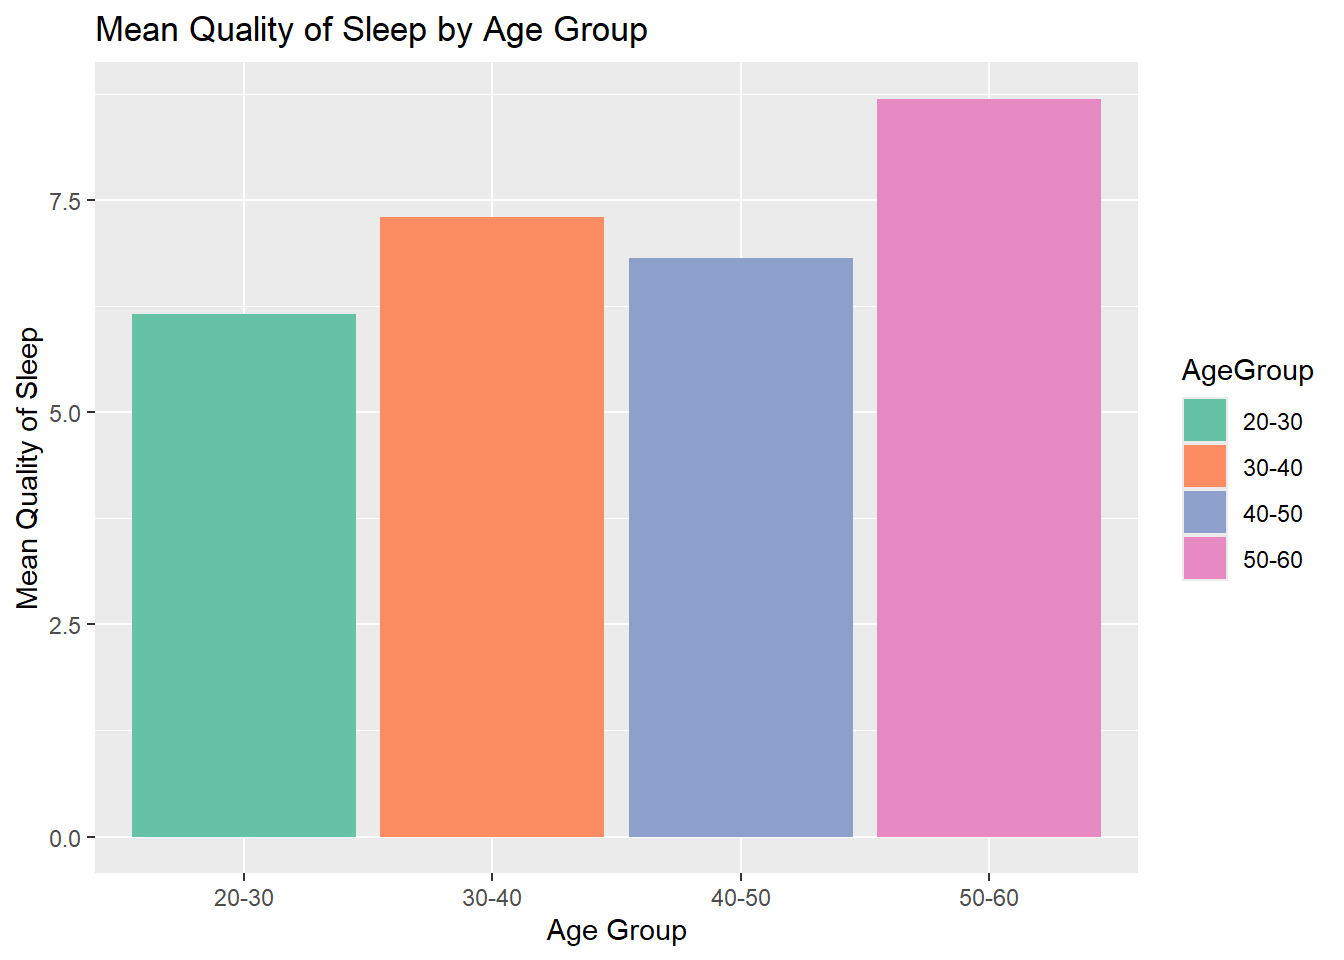 Mean Quality of Sleep by Age Group
Mean Quality of Sleep
7.5
5.0
2.5
0.0
20-30 30-40 40-50 50-60
Age Group
AgeGroup
20-30
30-40
40-50
50-60